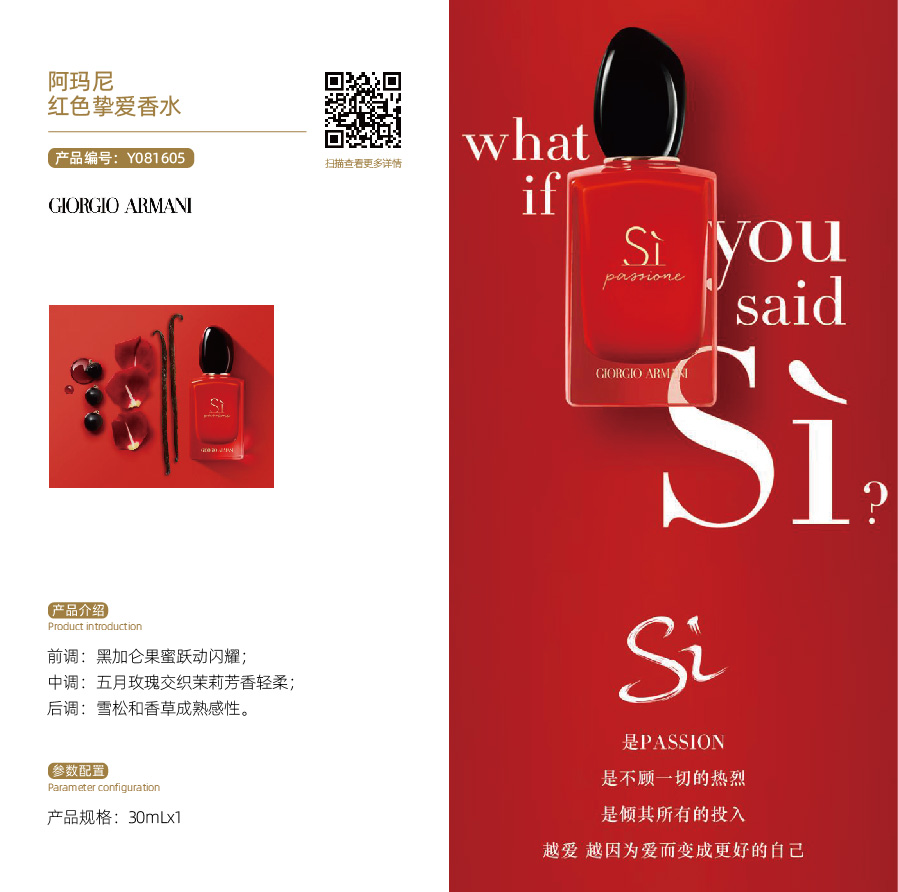 阿玛尼
红色挚爱香水
产品编号：Y081605
扫描查看更多详情
GIORGIO ARMANI
Sì
GIORGIO ARMANI
产品介绍
Product introduction
前调：黑加仑果蜜跃动闪耀；
中调：五月玫瑰交织茉莉芳香轻柔；
后调：雪松和香草成熟感性。
参数配置
Parameter configuration
产品规格：30mLx1
what
if
you
said
Sì
?
Sì
passione
GIORGIO ARMANI
Sì
是PASSION
是不顾一切的热烈
是倾其所有的投入
越爱 越因为爱而变成更好的自己